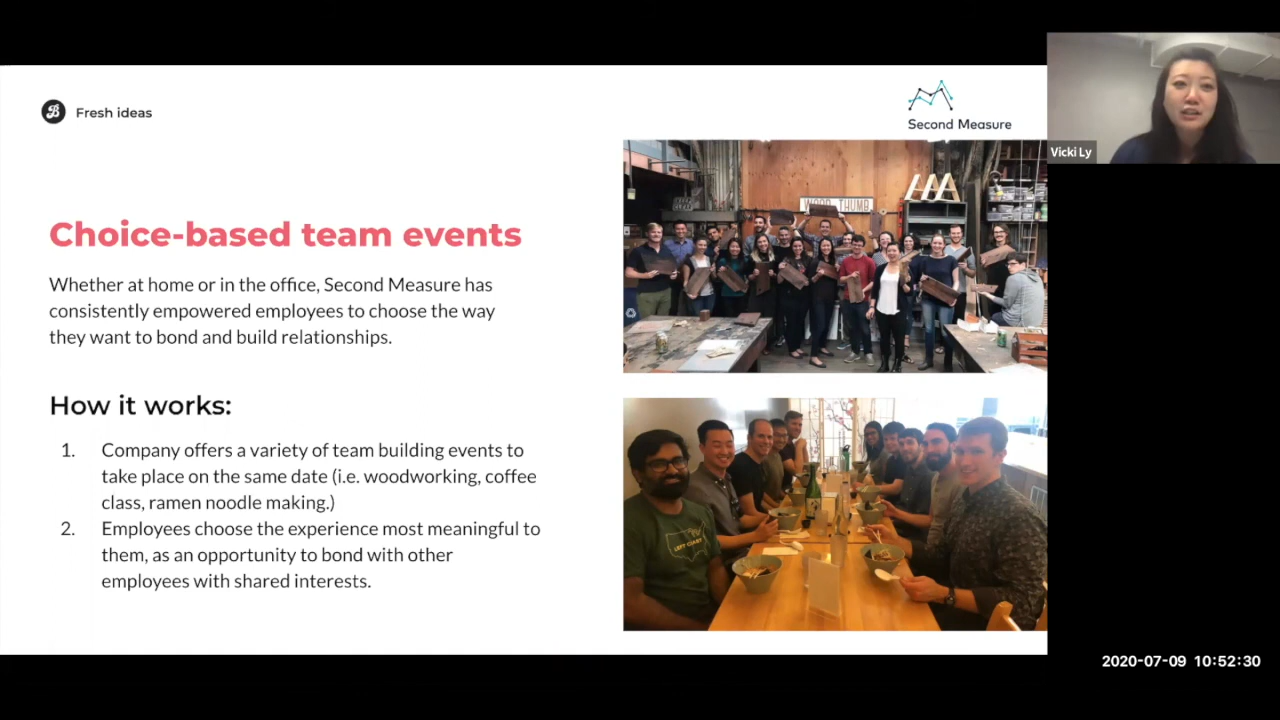 Fresh ideas
Second Measure
Vicki Ly
WOOD THUMB
Choice-based team events
Whether at home or in the office, Second Measure has
consistently empowered employees to choose the way
they want to bond and build relationships.
How it works:
1. Company offers a variety of team building events to
take place on the same date (i.e. woodworking, coffee
class, ramen noodle making.)
2. Employees choose the experience most meaningful to
them, as an opportunity to bond with other
employees with shared interests.
LEFT COAST
2020-07-09 10:52:30